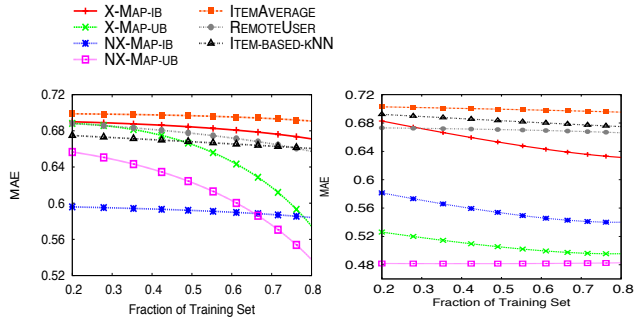 X-MAP-IB
X-MAP-UB
NX-MAP-IB
NX-MAP-UB
ITEMAVERAGE
REMOTEUSER
ITEM-BASED-KNN
0.72
0.68
0.64
0.6
0.56
0.52
MAE
0.2 0.3 0.4 0.5 0.6 0.7 0.8
Fraction of Training Set
0.72
0.68
0.64
0.60
0.56
0.52
0.48
MAE
0.2 0.3 0.4 0.5 0.6 0.7 0.8
Fraction of Training Set